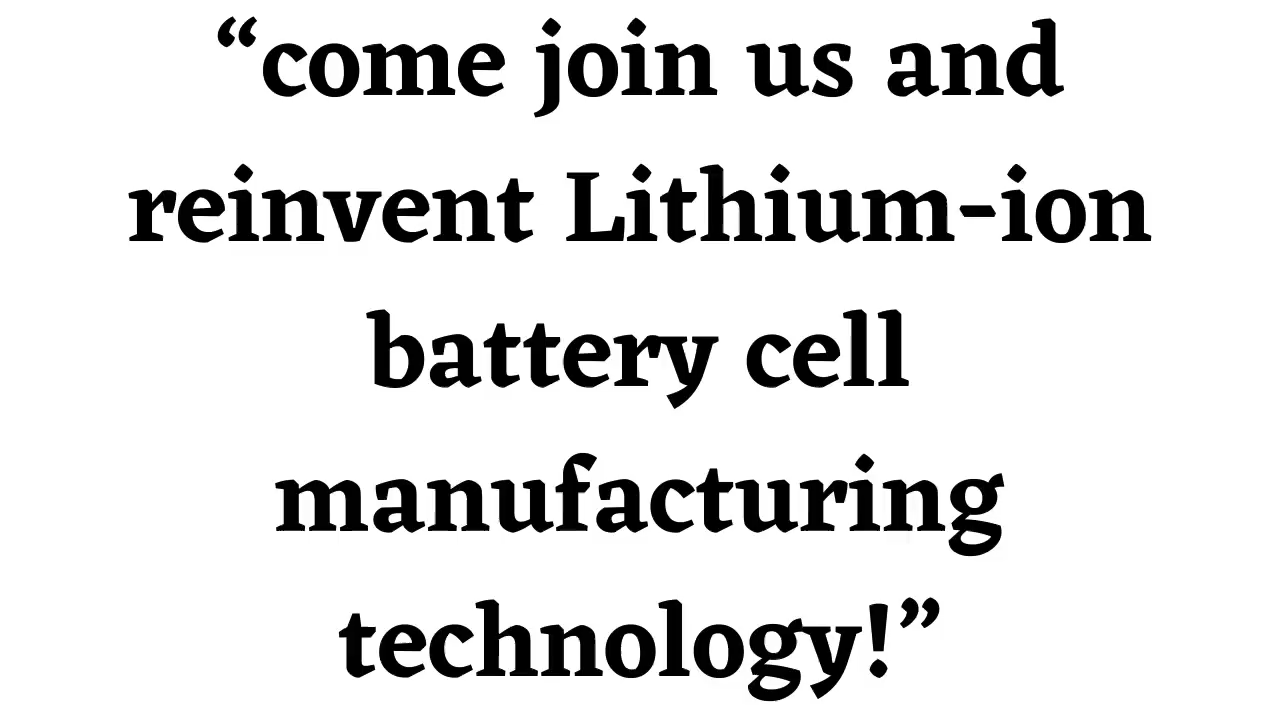 “come join us and
reinvent Lithium-ion
battery cell
manufacturing
technology!”